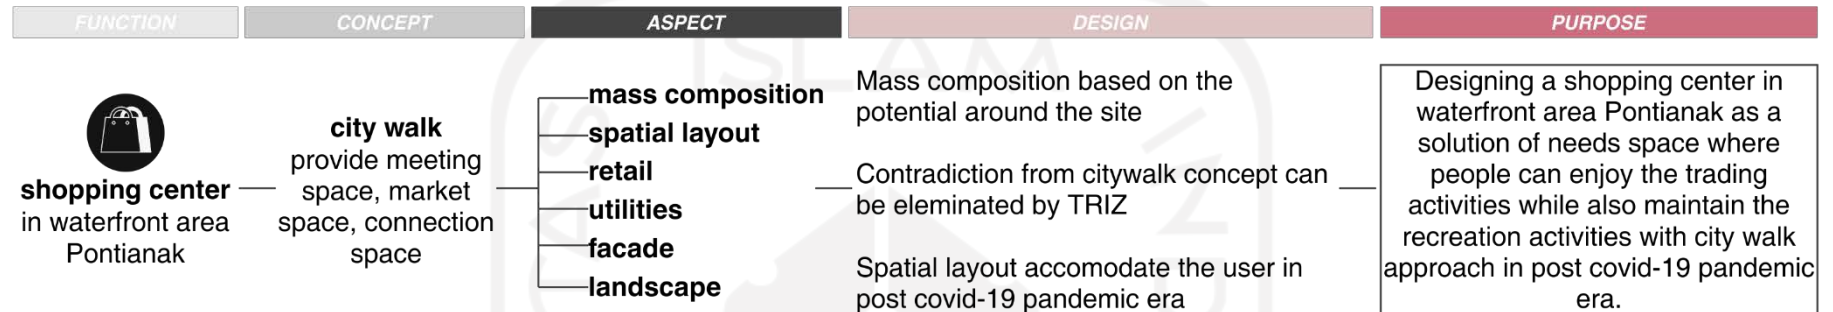 FUNCTION
CONCEPT
ASPECT
DESIGN
PURPOSE
shopping center
in waterfront area
Pontianak
city walk
provide meeting
space, market
space, connection
space
mass composition
spatial layout
retail
utilities
facade
landscape
Mass composition based on the
potential around the site
Contradiction from citywalk concept can
be eleminated by TRIZ
Spatial layout accomodate the user in
post covid-19 pandemic era
Designing a shopping center in
waterfront area Pontianak as a
solution of needs space where
people can enjoy the trading
activities while also maintain the
recreation activities with city walk
approach in post covid-19 pandemic
era.
ISLAM